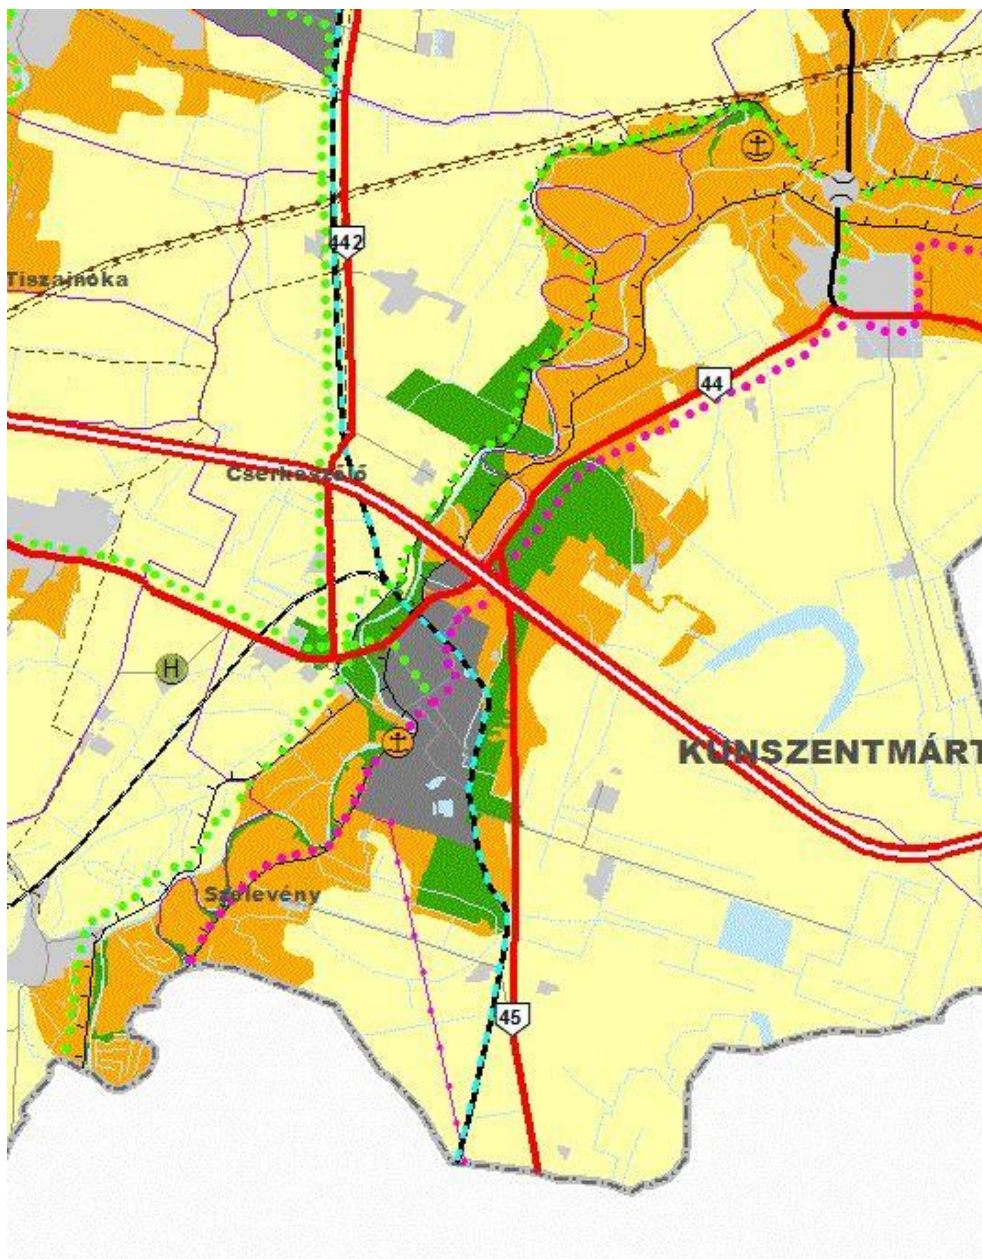 442
Tiszainoka
44
Cserkeszőlő
H
KUNSZENTMÁRT
Szelevény
45